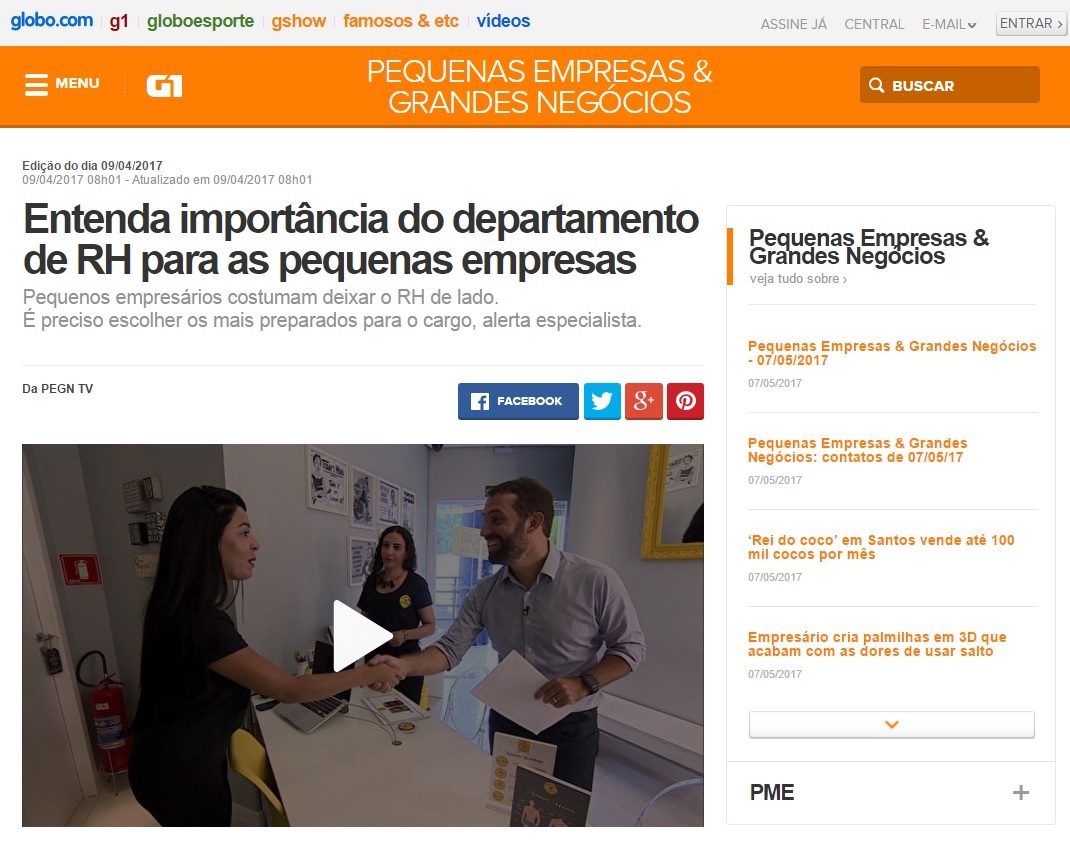 globo.com g1 globoesporte gshow famosos & etc vídeos
ASSINE JÁ CENTRAL E-MAIL ENTRAR ›
MENU G1
PEQUENAS EMPRESAS &
GRANDES NEGÓCIOS
BUSCAR
Edição do dia 09/04/2017
09/04/2017 08h01 - Atualizado em 09/04/2017 08h01
Entenda importância do departamento
de RH para as pequenas empresas
Pequenos empresários costumam deixar o RH de lado.
É preciso escolher os mais preparados para o cargo, alerta especialista.
Da PEGN TV
FACEBOOK
g+
Pequenas Empresas &
Grandes Negócios
veja tudo sobre ›
Pequenas Empresas & Grandes Negócios
- 07/05/2017
07/05/2017
Pequenas Empresas & Grandes
Negócios: contatos de 07/05/17
07/05/2017
‘Rei do coco’ em Santos vende até 100
mil cocos por mês
07/05/2017
Empresário cria palmilhas em 3D que
acabam com as dores de usar salto
07/05/2017
PME +